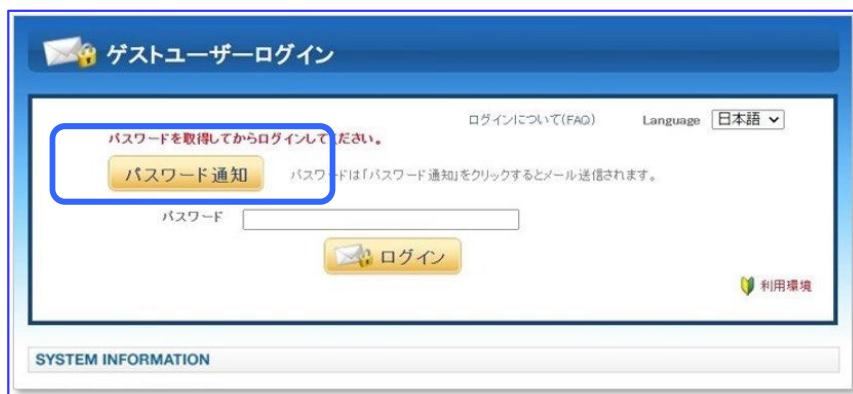 ゲストユーザーログイン
ログインについて(FAQ) Language 日本語
パスワードを取得してからログインしてください。
パスワード通知 パスワードは「パスワード通知」をクリックするとメール送信されます。
パスワード
ログイン
利用環境
SYSTEM INFORMATION